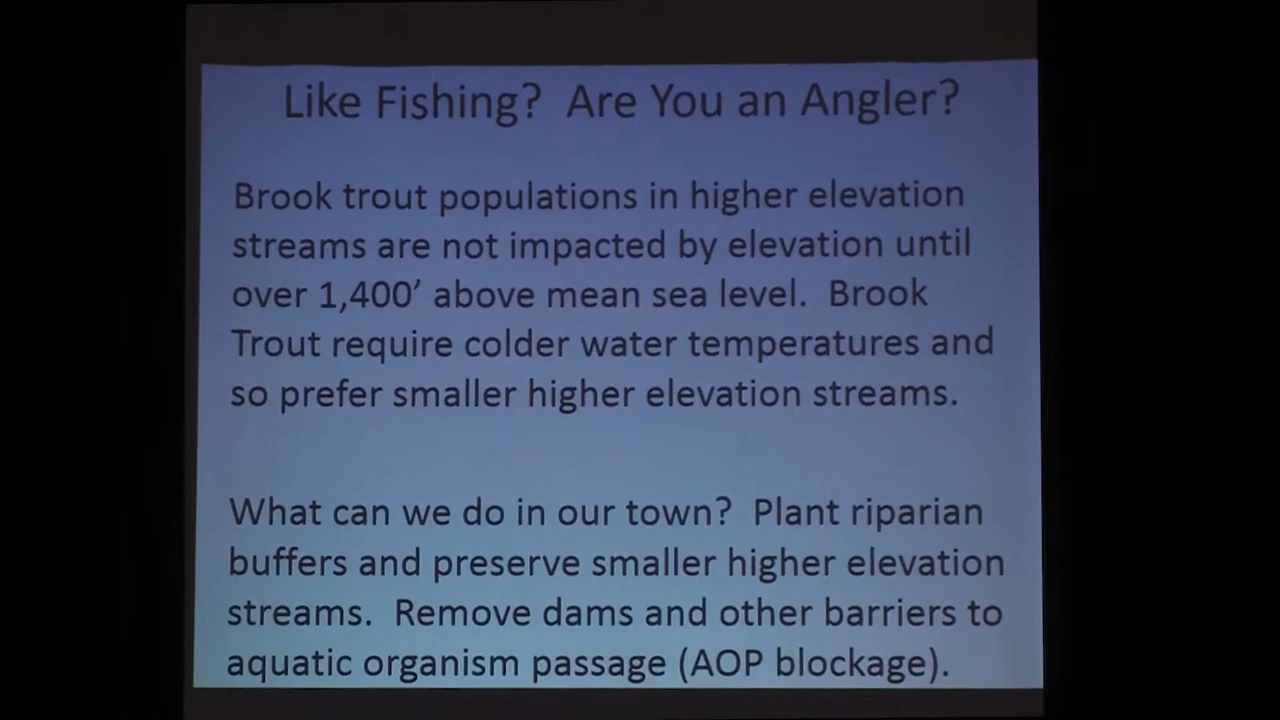 Like Fishing?  Are You an Angler?
Brook trout populations in higher elevation
streams are not impacted by elevation until
over 1,400’ above mean sea level.  Brook
Trout require colder water temperatures and
so prefer smaller higher elevation streams.
What can we do in our town?  Plant riparian
buffers and preserve smaller higher elevation
streams.  Remove dams and other barriers to
aquatic organism passage (AOP blockage).